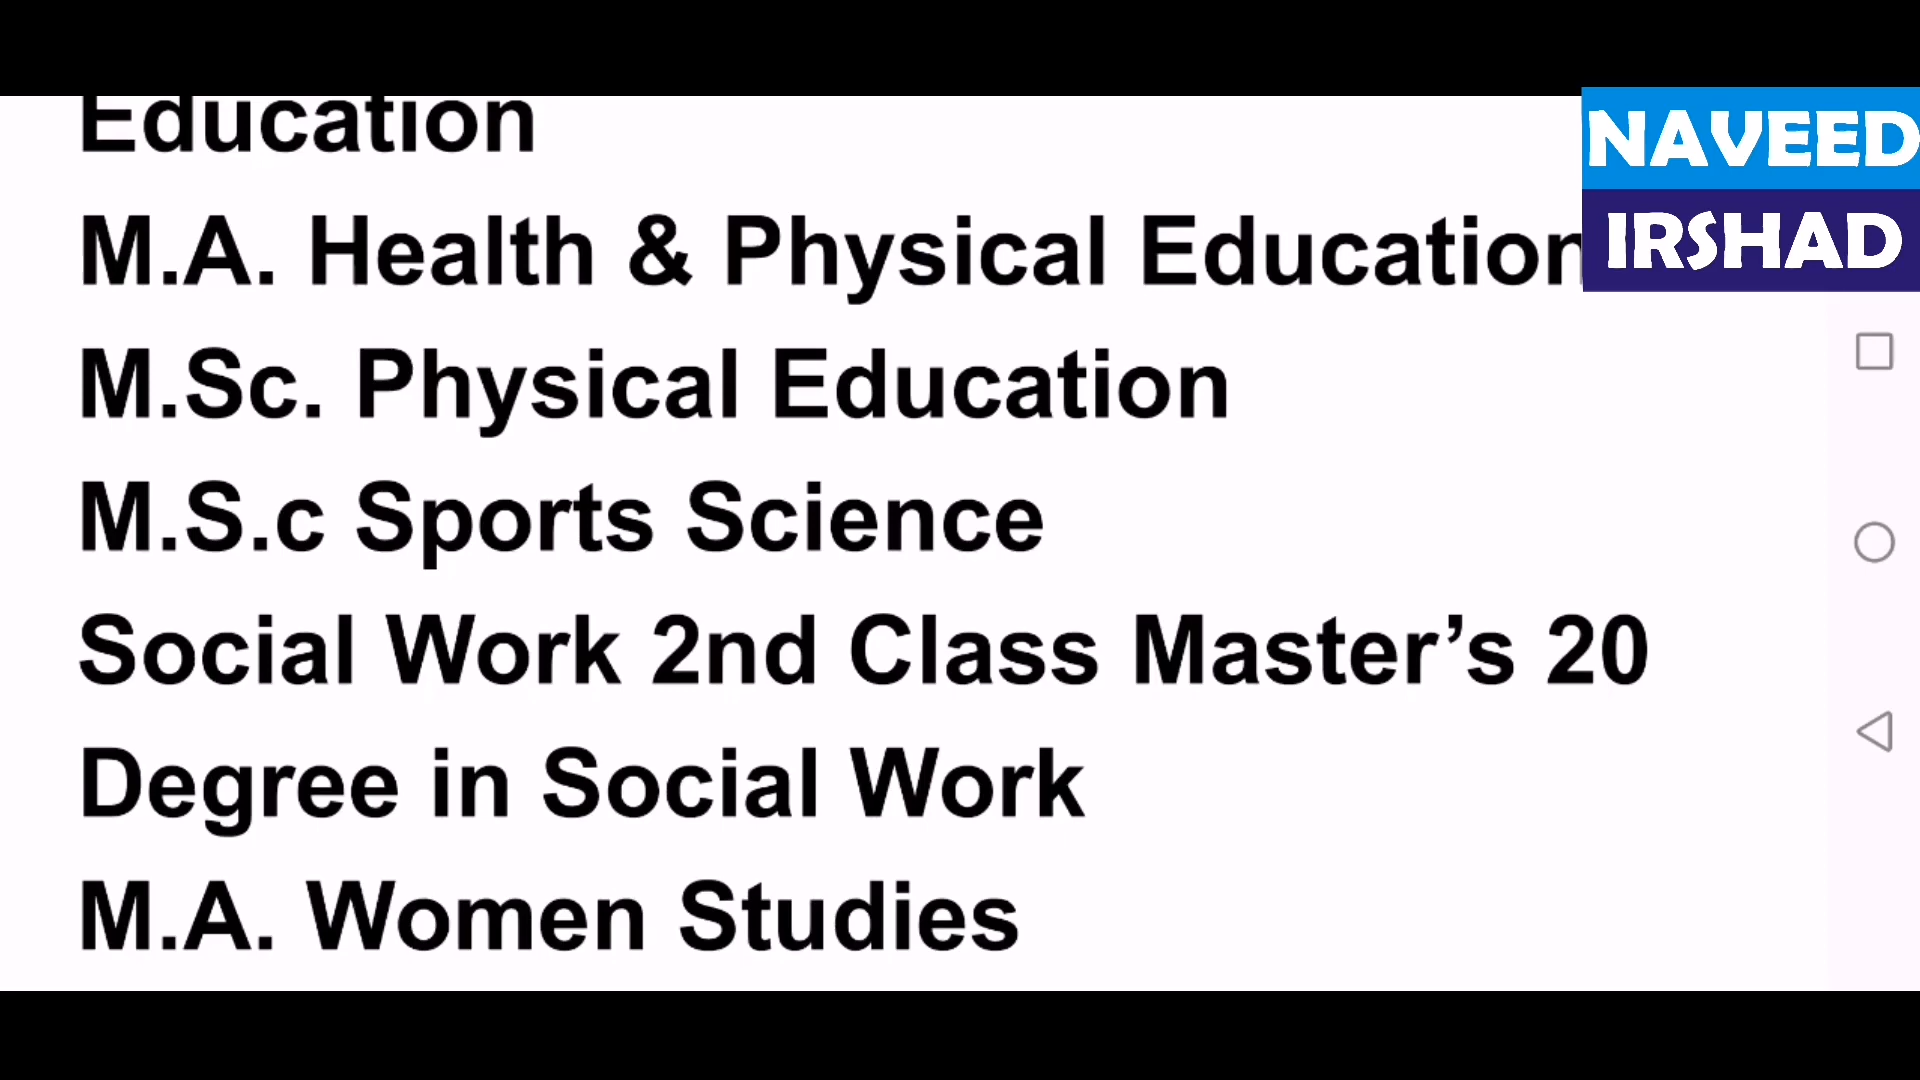 Education
M.A. Health & Physical Education
M.Sc. Physical Education
M.S.c Sports Science
Social Work 2nd Class Master’s 20
Degree in Social Work
M.A. Women Studies
NAVEED
IRSHAD